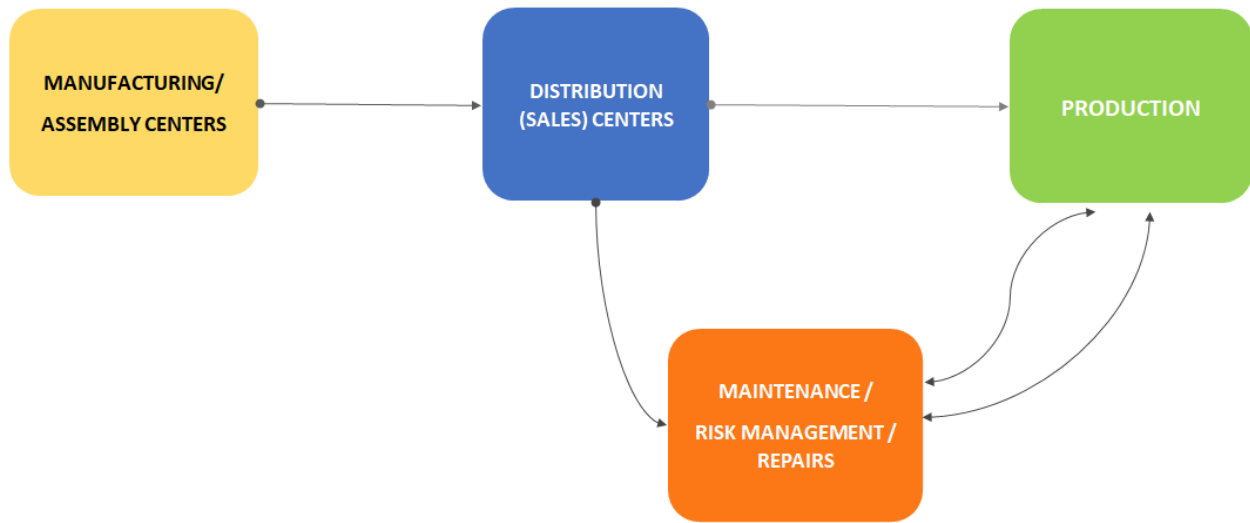 MANUFACTURING/
ASSEMBLY CENTERS
DISTRIBUTION
(SALES) CENTERS
PRODUCTION
MAINTENANCE /
RISK MANAGEMENT /
REPAIRS